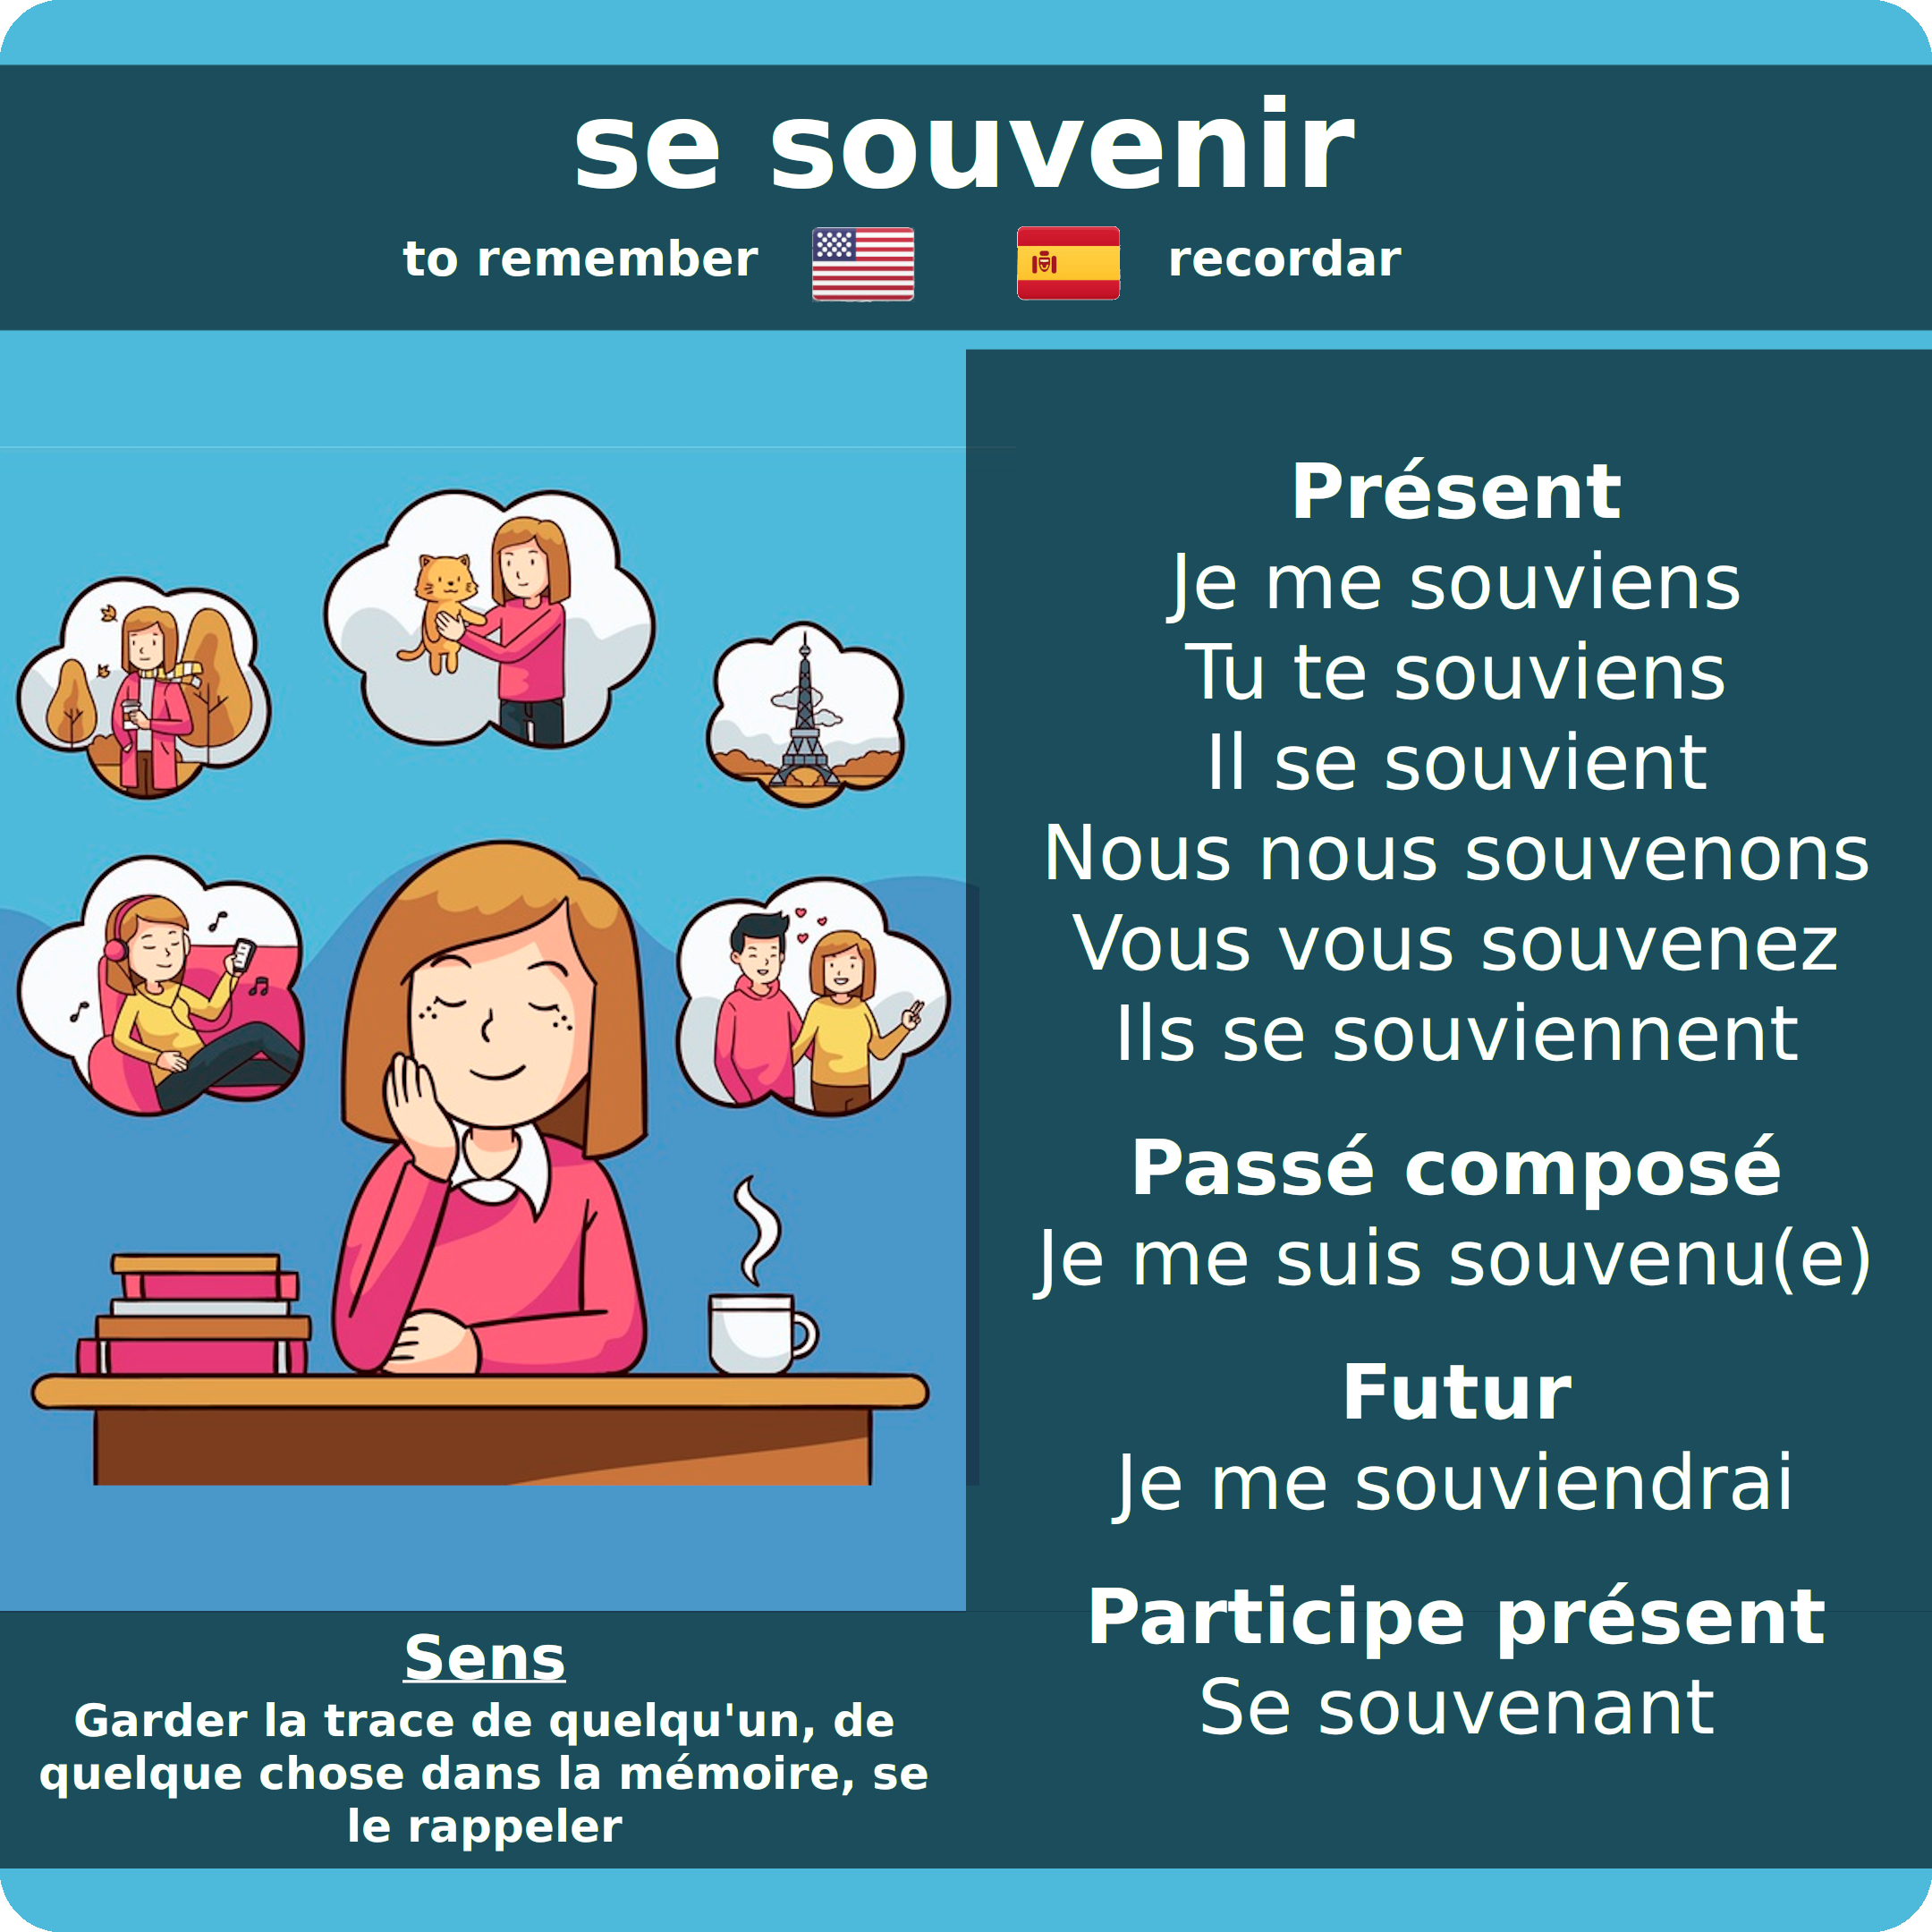 se souvenir
to remember
recordar
Présent
Je me souviens
Tu te souviens
Il se souvient
Nous nous souvenons
Vous vous souvenez
Ils se souviennent
Passé composé
Je me suis souvenu(e)
Futur
Je me souviendrai
Participe présent
Se souvenant
Sens
Garder la trace de quelqu'un, de
quelque chose dans la mémoire, se
le rappeler